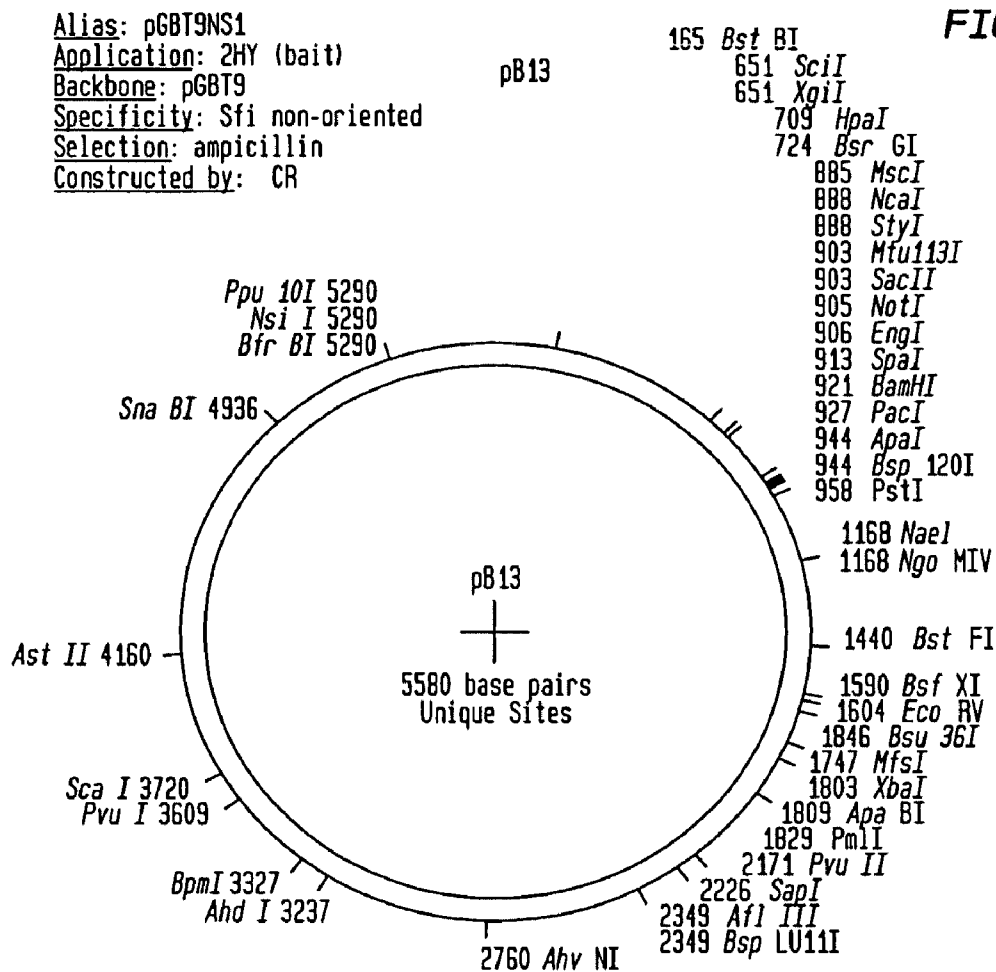 Alias: pGBT9NS1
Application: 2HY (bait)
Backbone: pGBT9
Specificity: Sfi non-oriented
Selection: ampicillin
Constructed by: CR
pB13
165 Bst BI
651 SciI
651 XgiI
709 HpaI
724 Bsr GI
885 MscI
888 NcaI
888 StyI
903 Mfu113I
903 SacII
905 NotI
906 EngI
913 SpaI
921 BamHI
927 PacI
944 ApaI
944 Bsp 120I
958 PstI
1168 NaeI
1168 Ngo MIV
1440 Bst FI
1590 Bsf XI
1604 Eco RV
1846 Bsu 36I
1747 MfsI
1803 XbaI
1809 Apa BI
1829 PmlI
2171 Pvu II
2226 SapI
2349 Afl III
2349 Bsp LU11I
2760 Ahv NI
Ahd I 3237
BpmI 3327
Pvu I 3609
Sca I 3720
Ast II 4160
Sna BI 4936
Bfr BI 5290
Nsi I 5290
Ppu 10I 5290
pB13
5580 base pairs
Unique Sites